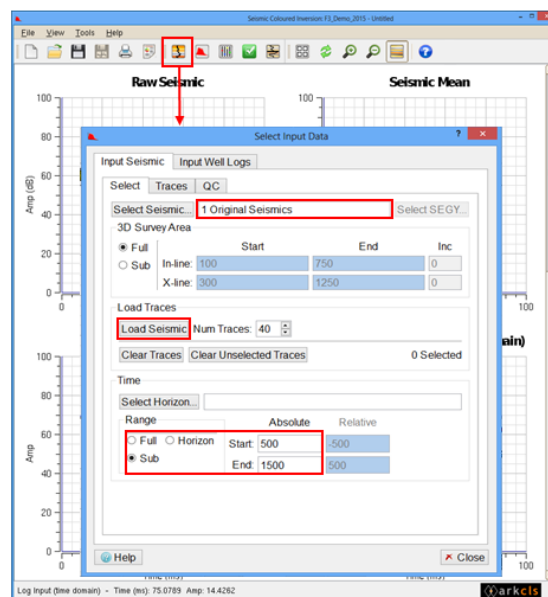 Seismic Coloured Inversion: F3_Demo_2015 - Untitled
File View Tools Help
Raw Seismic
Seismic Mean
100
80
60
40
20
0
Amp (dB)
0
100
100
Select Input Data
Input Seismic Input Well Logs
Select Traces QC
Select Seismic... 1 Original Seismics Select SEGY...
3D Survey Area
Full Start End Inc
Sub In-line: 100 750 0
X-line: 300 1250 0
Load Traces
Load Seismic Num Traces: 40
Clear Traces Clear Unselected Traces 0 Selected
Time
Select Horizon...
Range Absolute Relative
Full Horizon Start: 500 -500
Sub End: 1500 500
Help Close
ain)
100
80
60
40
20
0
Amp
0
100
Log Input (time domain) - Time (ms): 75.0789 Amp: 14.4262
arkcls